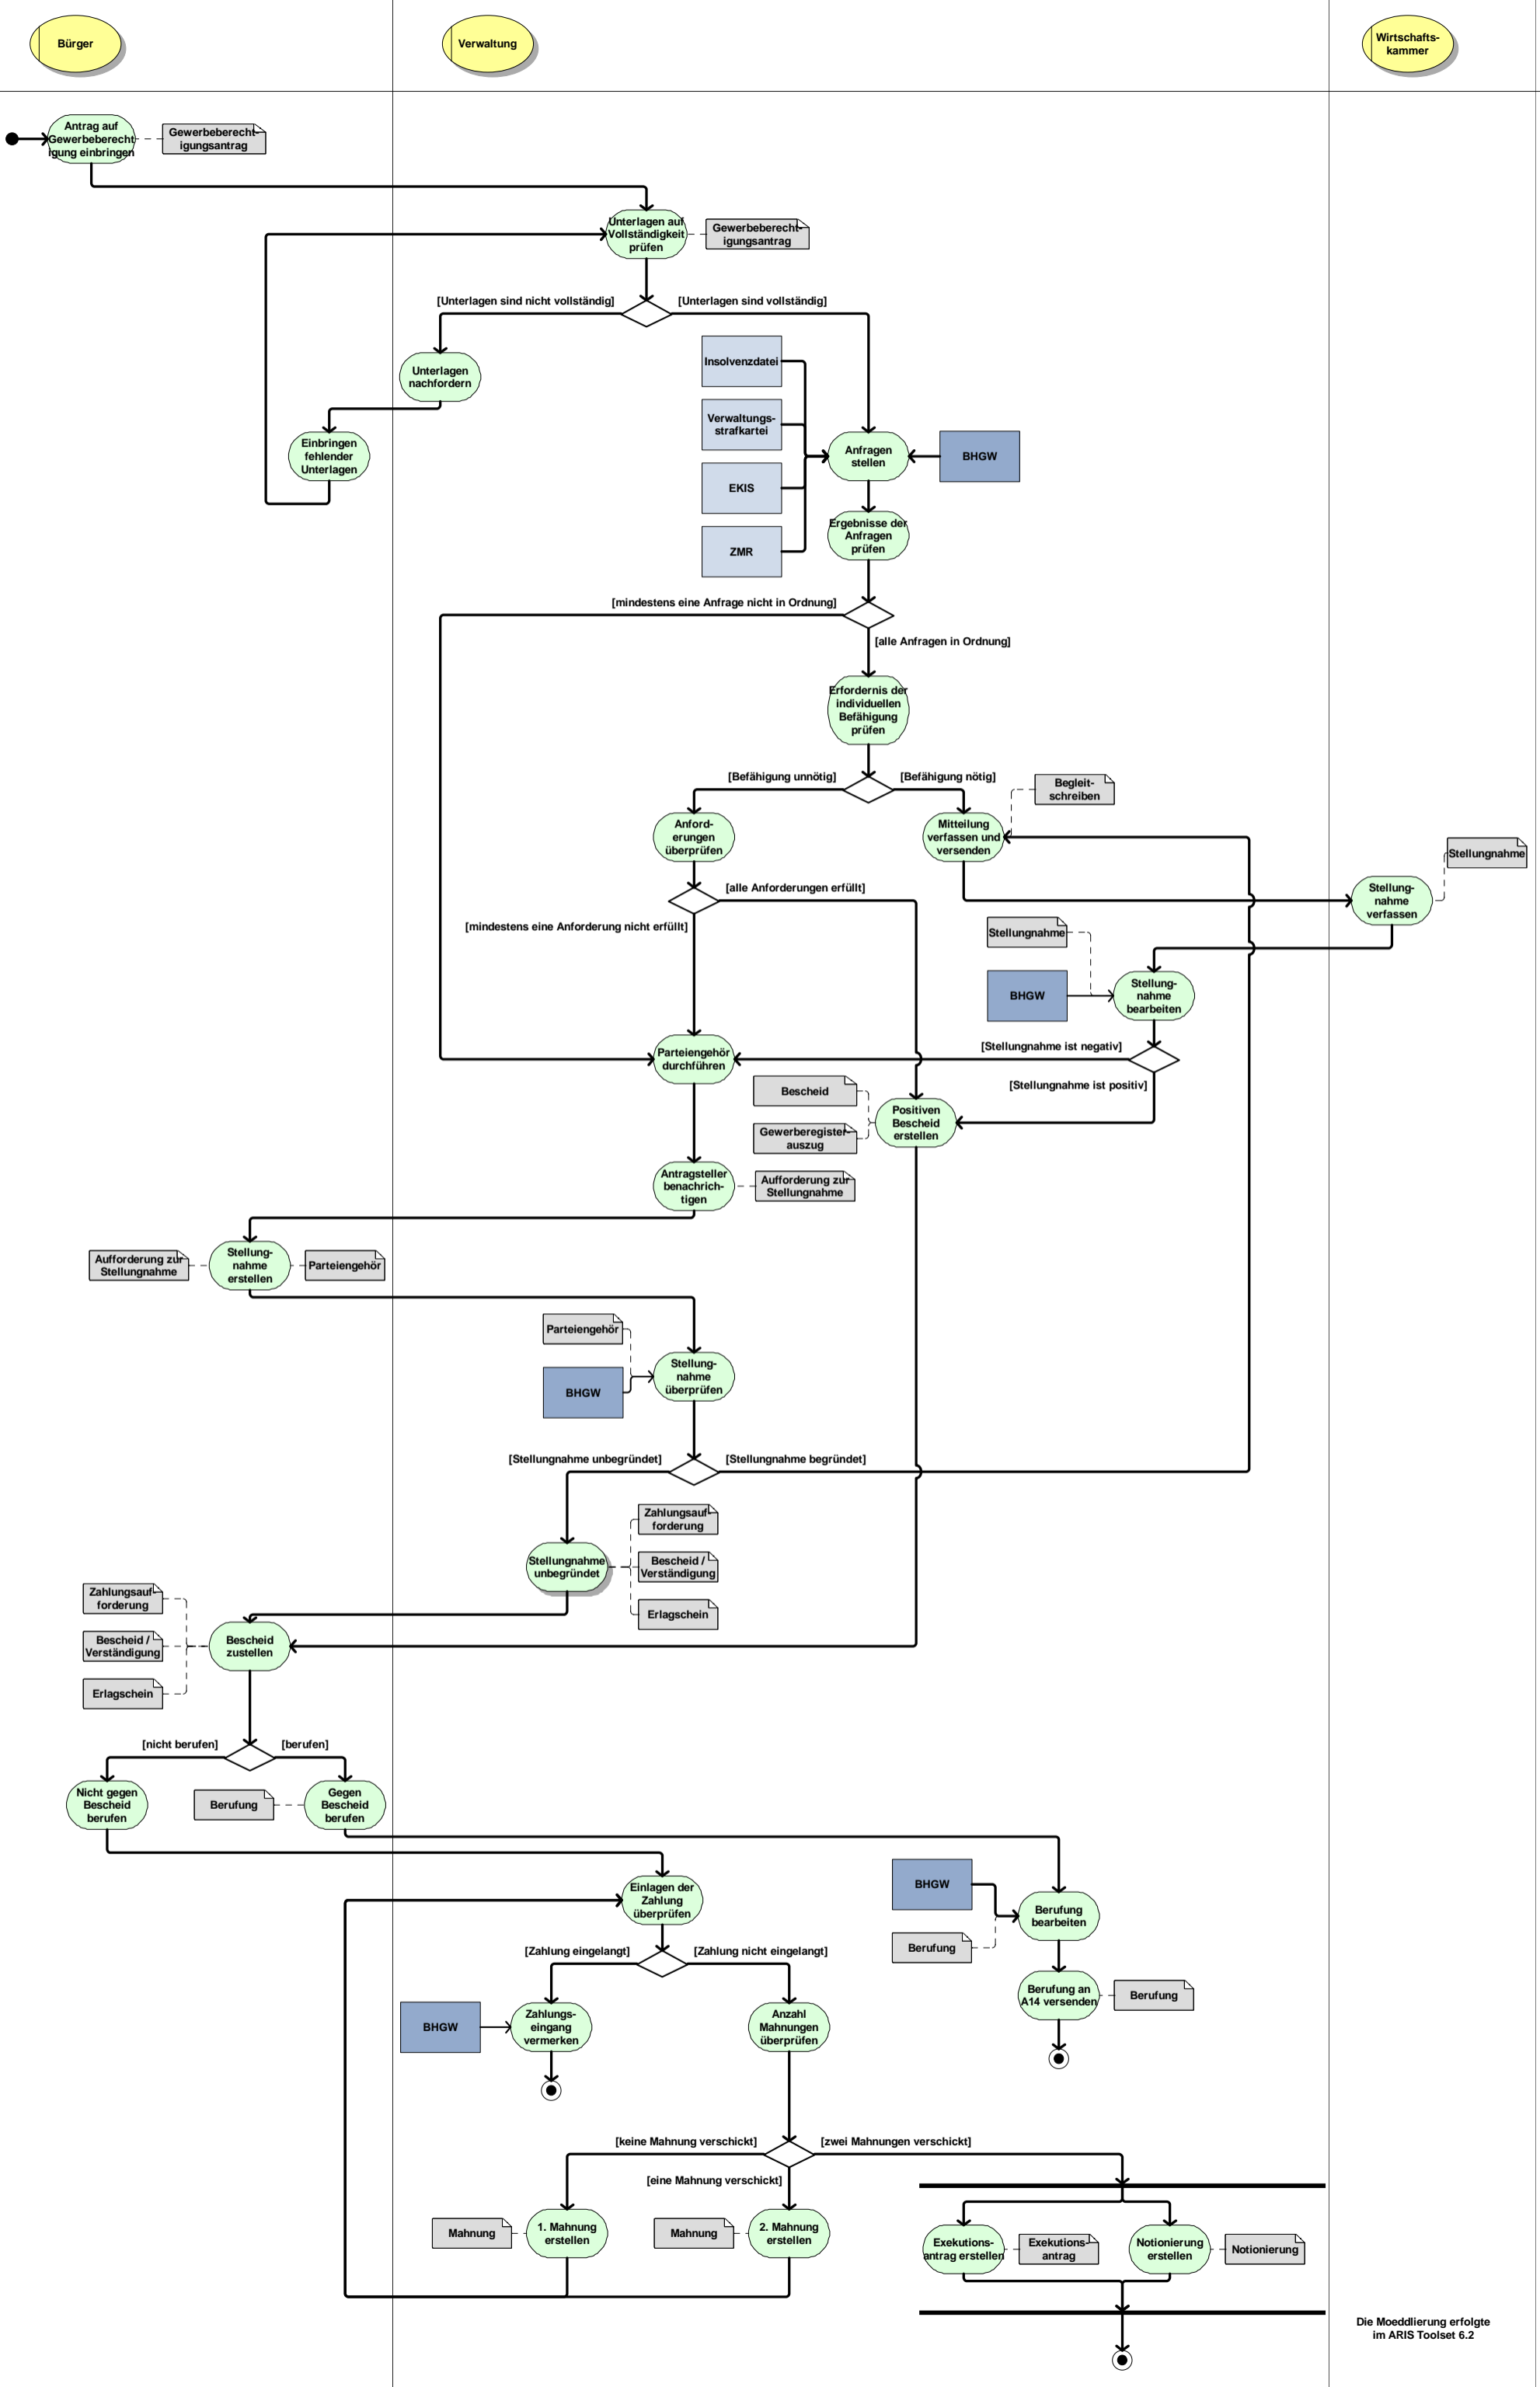 Bürger
Verwaltung
Wirtschafts-
kammer
Antrag auf
Gewerbeberecht
igung einbringen
Gewerbeberecht-
igungsantrag
Unterlagen auf
Vollständigkeit
prüfen
Gewerbeberecht-
igungsantrag
[Unterlagen sind nicht vollständig]
[Unterlagen sind vollständig]
Unterlagen
nachfordern
Einbringen
fehlender
Unterlagen
Insolvenzdatei
Verwaltungs-
strafkartei
EKIS
ZMR
Anfragen
stellen
BHGW
Ergebnisse der
Anfragen
prüfen
[mindestens eine Anfrage nicht in Ordnung]
[alle Anfragen in Ordnung]
Erfordernis der
individuellen
Befähigung
prüfen
[Befähigung unnötig]
[Befähigung nötig]
Begleit-
schreiben
Anford-
erungen
überprüfen
Mitteilung
verfassen und
versenden
Stellungnahme
Stellung-
nahme
verfassen
[alle Anforderungen erfüllt]
[mindestens eine Anforderung nicht erfüllt]
Stellungnahme
BHGW
Stellung-
nahme
bearbeiten
[Stellungnahme ist negativ]
[Stellungnahme ist positiv]
Parteiengehör
durchführen
Bescheid
Gewerberegister-
auszug
Positiven
Bescheid
erstellen
Antragsteller
benachrich-
tigen
Aufforderung zur
Stellungnahme
Aufforderung zur
Stellungnahme
Stellung-
nahme
erstellen
Parteiengehör
Parteiengehör
BHGW
Stellung-
nahme
überprüfen
[Stellungnahme unbegründet]
[Stellungnahme begründet]
Stellungnahme
unbegründet
Zahlungsauf-
forderung
Bescheid /
Verständigung
Erlagschein
Zahlungsauf-
forderung
Bescheid /
Verständigung
Erlagschein
Bescheid
zustellen
[nicht berufen]
[berufen]
Nicht gegen
Bescheid
berufen
Berufung
Gegen
Bescheid
berufen
Einlagen der
Zahlung
überprüfen
BHGW
Berufung
Berufung
bearbeiten
[Zahlung eingelangt]
[Zahlung nicht eingelangt]
Berufung an
A14 versenden
Berufung
BHGW
Zahlungs-
eingang
vermerken
Anzahl
Mahnungen
überprüfen
[keine Mahnung verschickt]
[zwei Mahnungen verschickt]
[eine Mahnung verschickt]
Mahnung
1. Mahnung
erstellen
Mahnung
2. Mahnung
erstellen
Exekutions-
antrag erstellen
Exekutions-
antrag
Notionierung
erstellen
Notionierung
Die Moeddlierung erfolgte
im ARIS Toolset 6.2